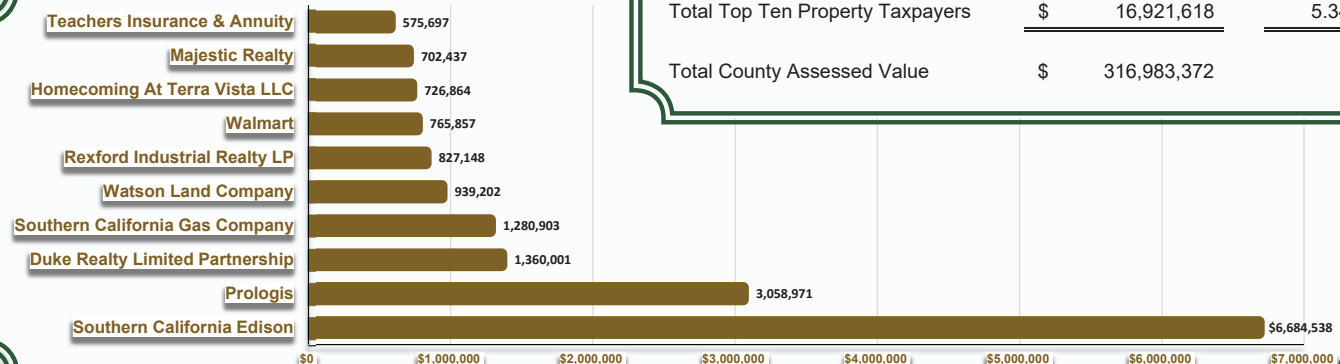 Total Top Ten Property Taxpayers $ 16,921,618
Total County Assessed Value $ 316,983,372
Teachers Insurance & Annuity 575,697
Majestic Realty 702,437
Homecoming At Terra Vista LLC 726,864
Walmart 765,857
Rexford Industrial Realty LP 827,148
Watson Land Company 939,202
Southern California Gas Company 1,280,903
Duke Realty Limited Partnership 1,360,001
Prologis 3,058,971
Southern California Edison $6,684,538
$0 $1,000,000 $2,000,000 $3,000,000 $4,000,000 $5,000,000 $6,000,000 $7,000,000